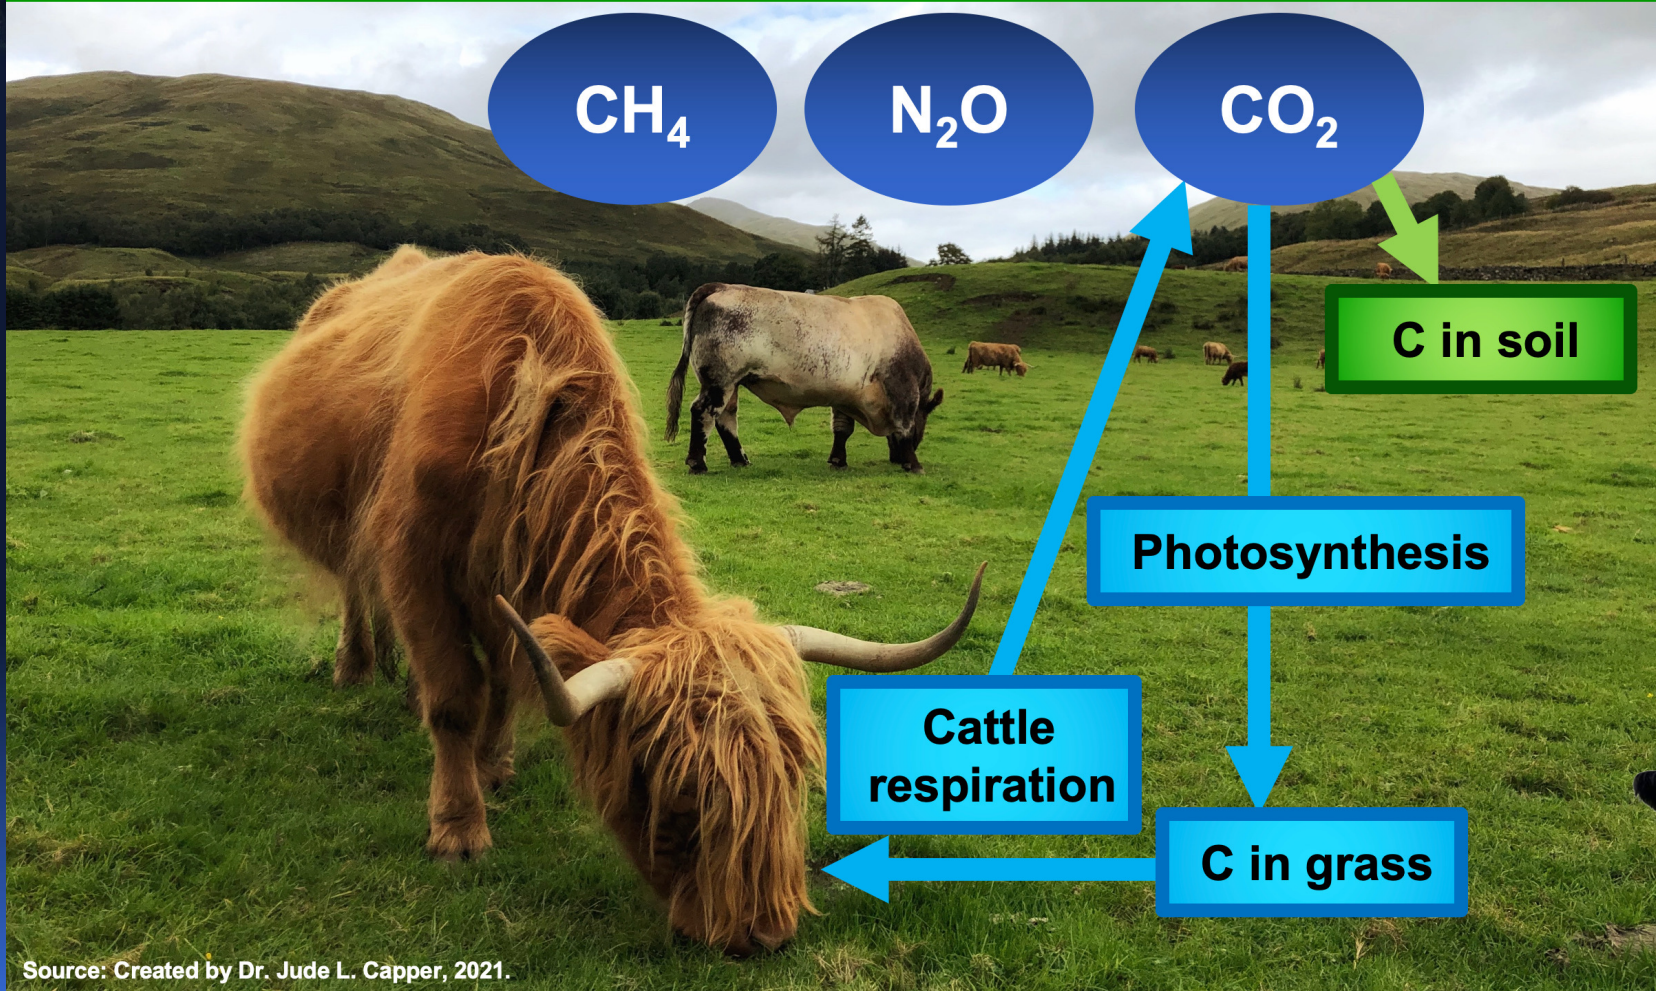 CH₄
N₂O
CO₂
C in soil
Photosynthesis
Cattle
respiration
C in grass
Source: Created by Dr. Jude L. Capper, 2021.